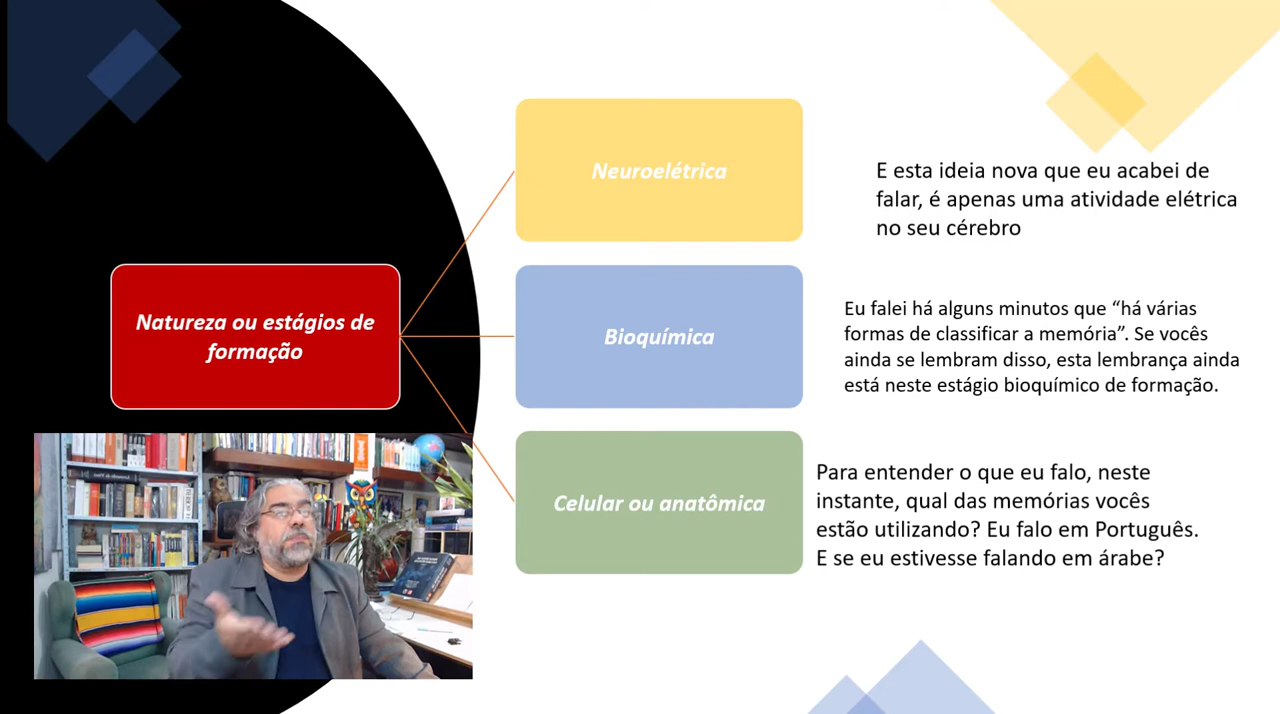 Neuroelétrica
E esta ideia nova que eu acabei de
falar, é apenas uma atividade elétrica
no seu cérebro
Natureza ou estágios de
formação
Bioquímica
Eu falei há alguns minutos que “há várias
formas de classificar a memória”. Se vocês
ainda se lembram disso, esta lembrança ainda
está neste estágio bioquímico de formação.
Celular ou anatômica
Para entender o que eu falo, neste
instante, qual das memórias vocês
estão utilizando? Eu falo em Português.
E se eu estivesse falando em árabe?